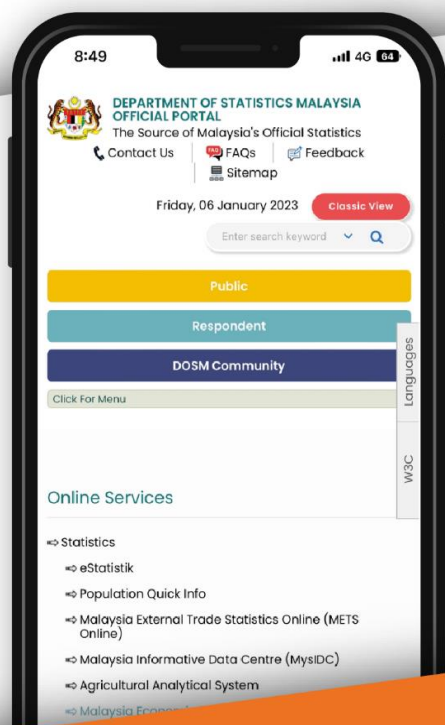 8:49
4G 64
DEPARTMENT OF STATISTICS MALAYSIA
OFFICIAL PORTAL
The Source of Malaysia's Official Statistics
Contact Us FAQs Feedback
Sitemap
Friday, 06 January 2023 Classic View
Enter search keyword
Public
Respondent
DOSM Community
Click For Menu
Languages
W3C
Online Services
Statistics
eStatistik
Population Quick Info
Malaysia External Trade Statistics Online (METS
Online)
Malaysia Informative Data Centre (MysIDC)
Agricultural Analytical System
Malaysia